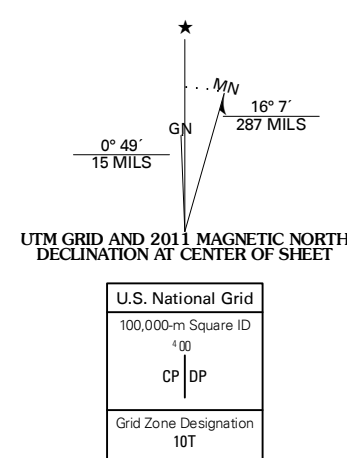 ★
MN
GN
16° 7´
287 MILS
0° 49´
15 MILS
UTM GRID AND 2011 MAGNETIC NORTH
DECLINATION AT CENTER OF SHEET
U.S. National Grid
100,000-m Square ID
⁴00
CP DP
Grid Zone Designation
10T